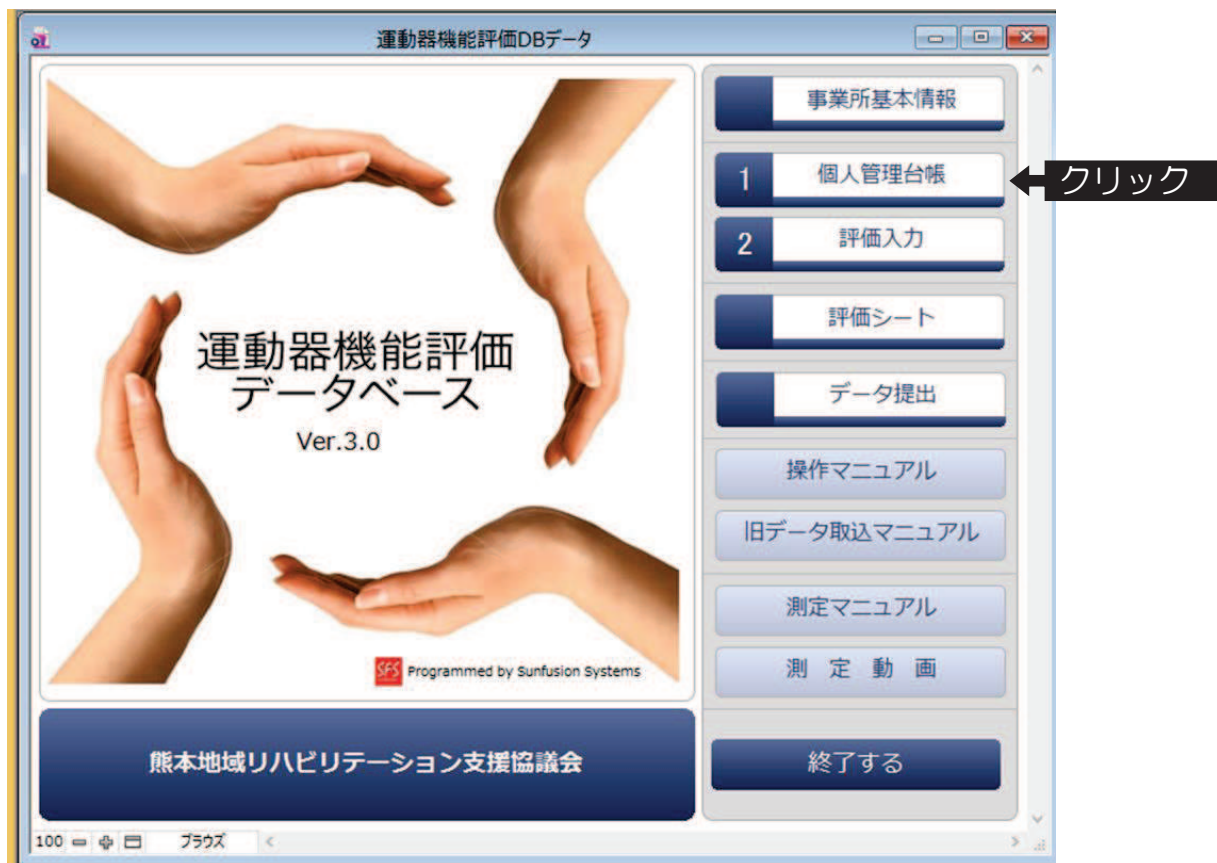 運動器機能評価DBデータ
事業所基本情報
1 個人管理台帳
クリック
2 評価入力
評価シート
データ提出
操作マニュアル
旧データ取込マニュアル
測定マニュアル
測 定 動 画
終了する
運動器機能評価
データベース
Ver.3.0
SFS Programmed by Sunfusion Systems
熊本地域リハビリテーション支援協議会
100 ブラウズ